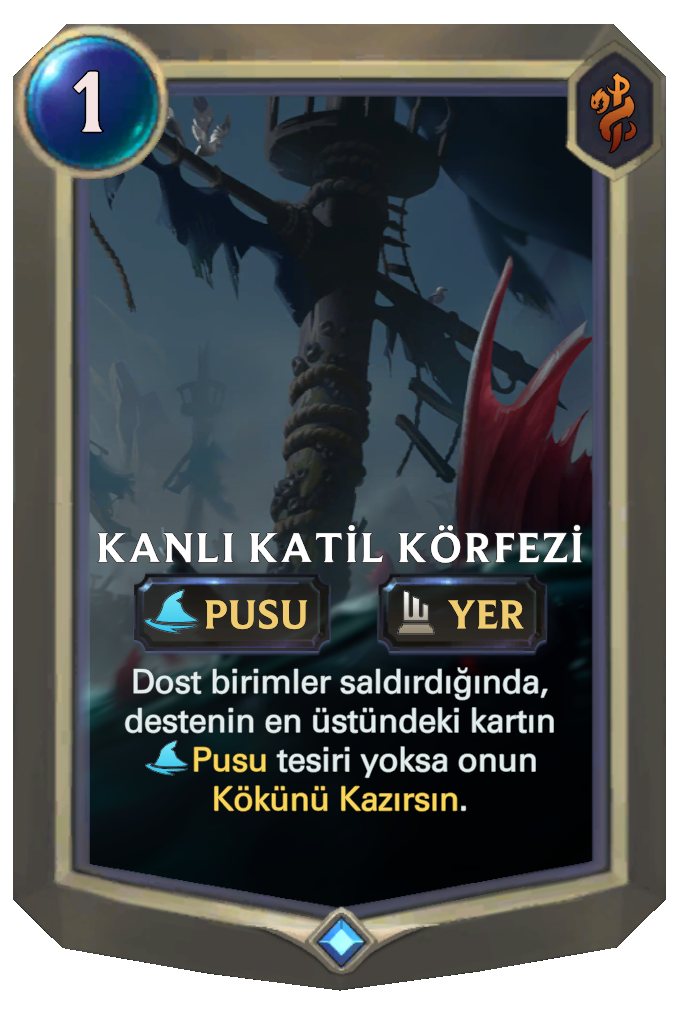 1
KANLI KATİL KÖRFEZİ
PUSU
YER
Dost birimler saldırdığında,
destenin en üstündeki kartın
Pusu tesiri yoksa onun
Kökünü Kazırsın.